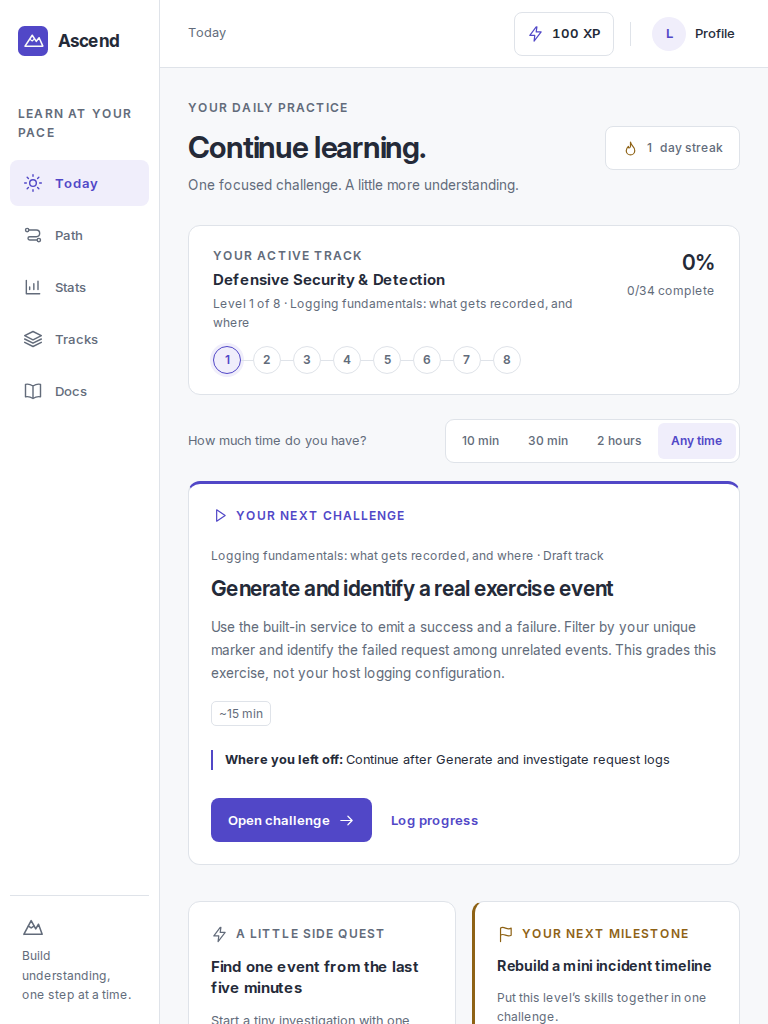 Ascend
LEARN AT YOUR
PACE
Today
Path
Stats
Tracks
Docs
Build
understanding,
one step at a time.
Today
100 XP
L
Profile
YOUR DAILY PRACTICE
Continue learning.
One focused challenge. A little more understanding.
1 day streak
YOUR ACTIVE TRACK
Defensive Security & Detection
Level 1 of 8 · Logging fundamentals: what gets recorded, and
where
0%
0/34 complete
1 2 3 4 5 6 7 8
How much time do you have?
10 min 30 min 2 hours Any time
YOUR NEXT CHALLENGE
Logging fundamentals: what gets recorded, and where · Draft track
Generate and identify a real exercise event
Use the built-in service to emit a success and a failure. Filter by your unique
marker and identify the failed request among unrelated events. This grades this
exercise, not your host logging configuration.
~15 min
Where you left off: Continue after Generate and investigate request logs
Open challenge
Log progress
A LITTLE SIDE QUEST
Find one event from the last
five minutes
Start a tiny investigation with one
YOUR NEXT MILESTONE
Rebuild a mini incident timeline
Put this level's skills together in one
challenge.